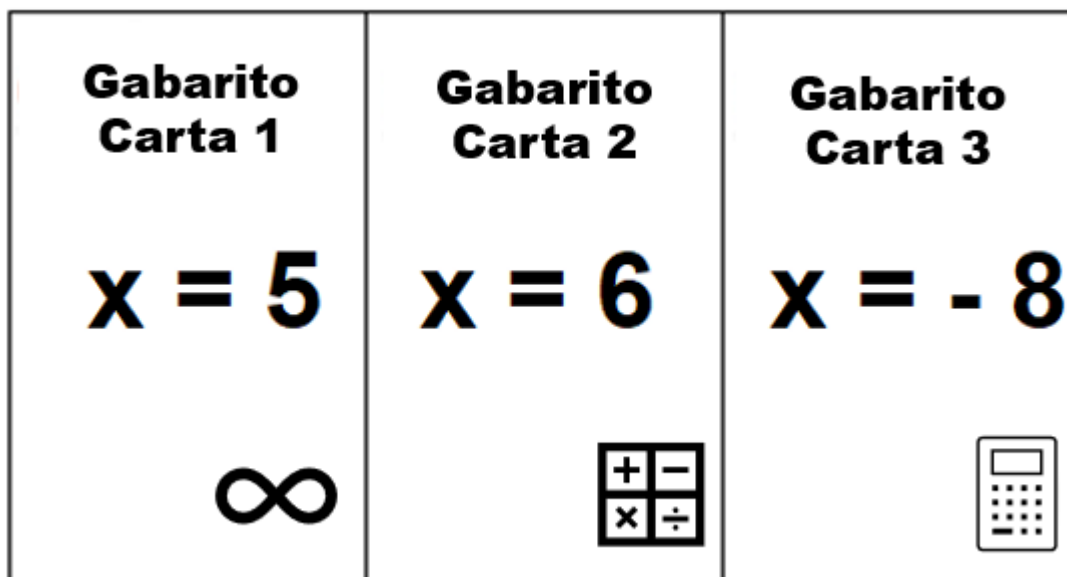 Gabarito
Carta 1
x = 5
Gabarito
Carta 2
x = 6
Gabarito
Carta 3
x = - 8